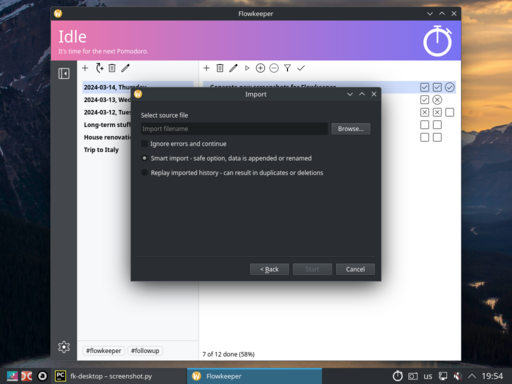 Flowkeeper
Idle
It's time for the next Pomodoro.
2024-03-14, Thursday
2024-03-13, Wed
2024-03-12, Tues
Long-term stuff
House renovatio
Trip to Italy
Import
Select source file
Import filename
Browse...
Ignore errors and continue
Smart import - safe option, data is appended or renamed
Replay imported history - can result in duplicates or deletions
< Back
Start
Cancel
#flowkeeper
#followup
7 of 12 done (58%)
fk-desktop – screenshot.py
Flowkeeper
us
19:54